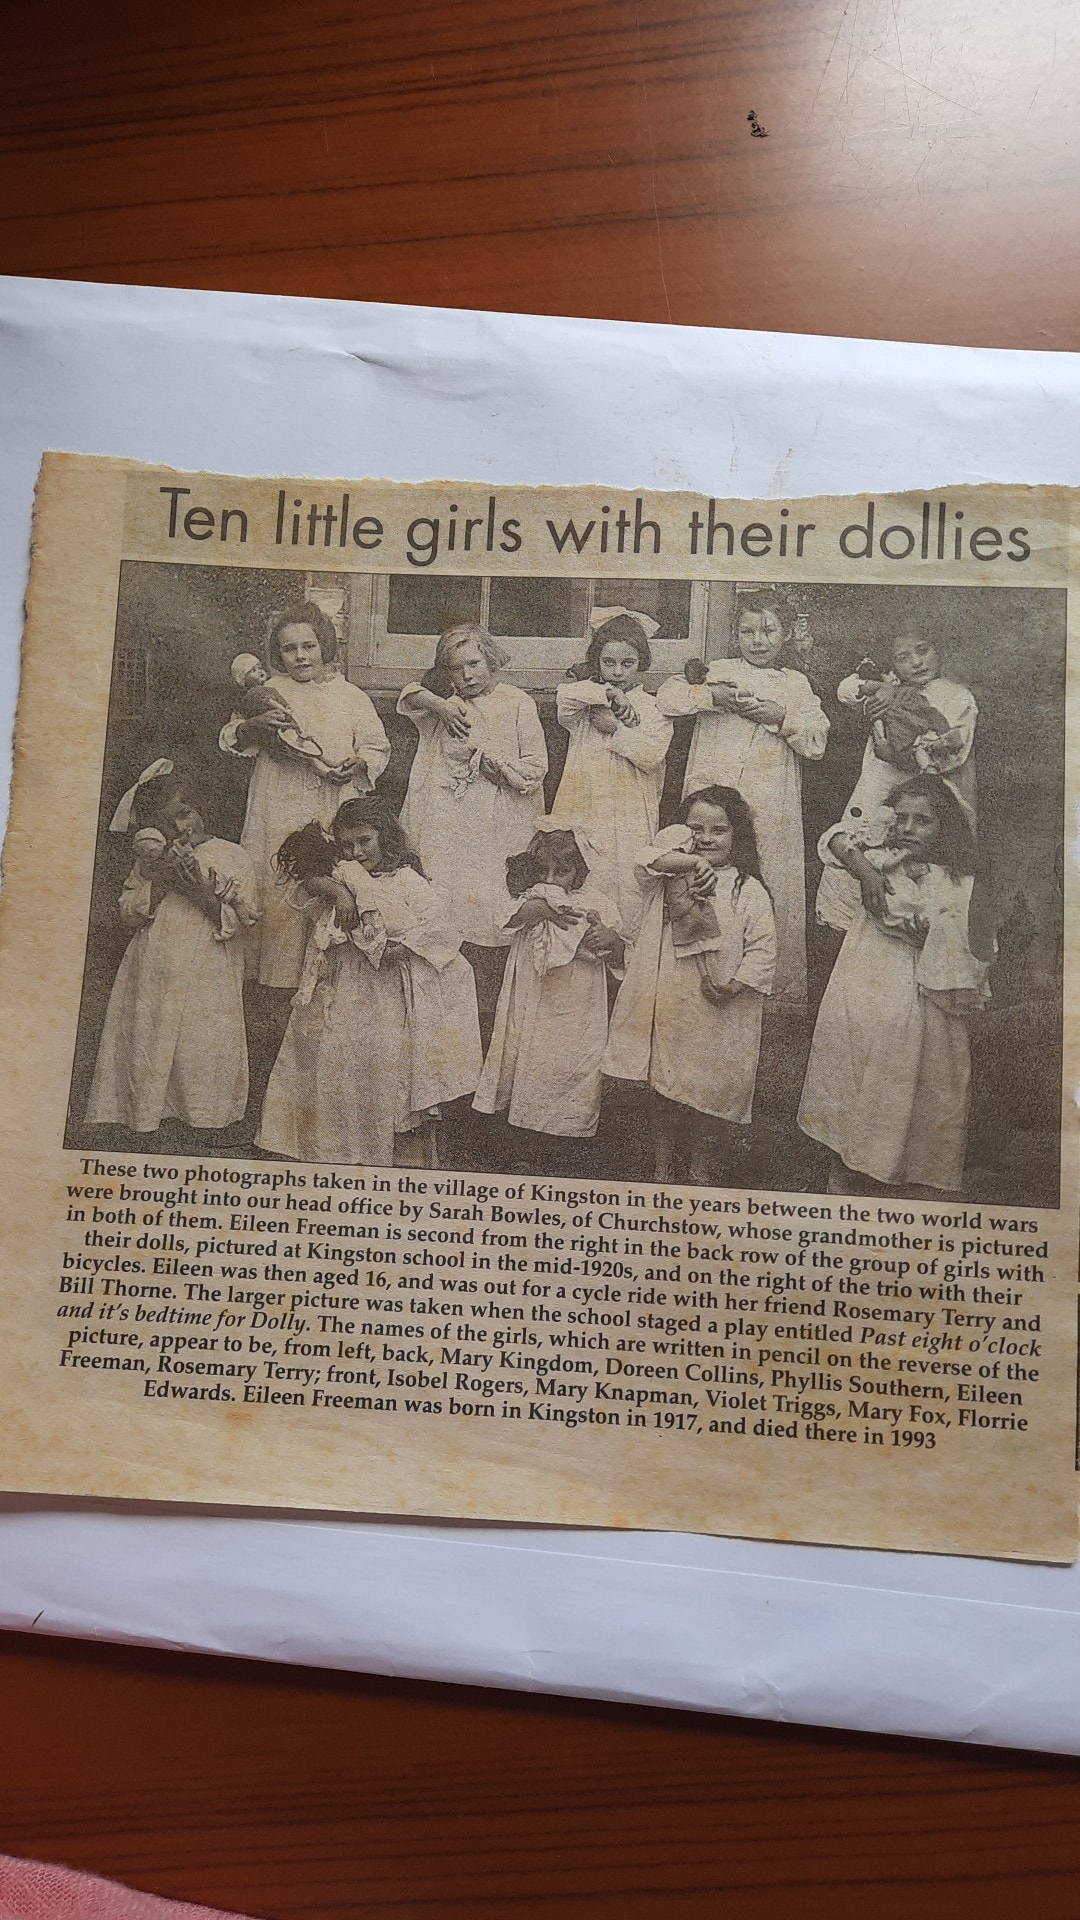 Ten little girls with their dollies
These two photographs taken in the village of Kingston in the years between the two world wars
were brought into our head office by Sarah Bowles, of Churchstow, whose grandmother is pictured
in both of them. Eileen Freeman is second from the right in the back row of the group of girls with
their dolls, pictured at Kingston school in the mid-1920s, and on the right of the trio with their
bicycles. Eileen was then aged 16, and was out for a cycle ride with her friend Rosemary Terry and
Bill Thorne. The larger picture was taken when the school staged a play entitled Past eight o'clock
and it's bedtime for Dolly. The names of the girls, which are written in pencil on the reverse of the
picture, appear to be, from left, back, Mary Kingdom, Doreen Collins, Phyllis Southern, Eileen
Freeman, Rosemary Terry; front, Isobel Rogers, Mary Knapman, Violet Triggs, Mary Fox, Florrie
Edwards. Eileen Freeman was born in Kingston in 1917, and died there in 1993